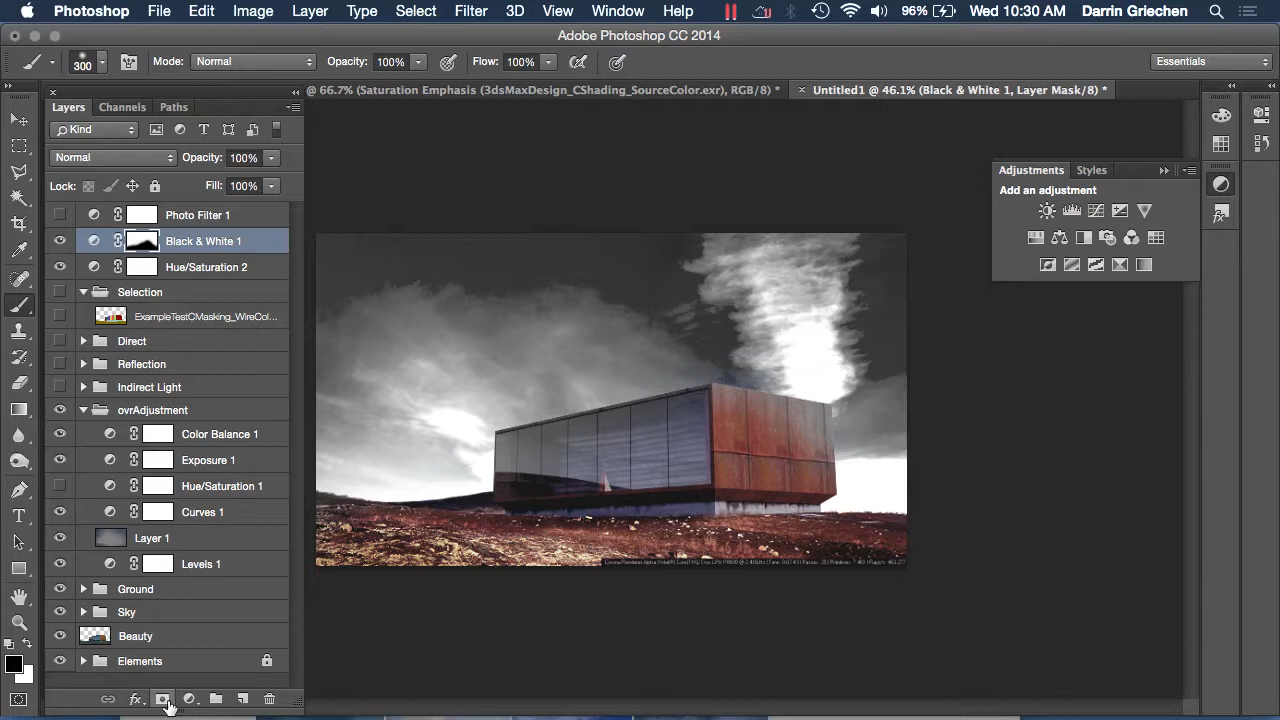 Photoshop File Edit Image Layer Type Select Filter 3D View Window Help 96% Wed 10:30 AM Darrin Griechen
Adobe Photoshop CC 2014
300 Mode: Normal Opacity: 100% Flow: 100% Essentials
@ 66.7% (Saturation Emphasis (3dsMaxDesign_CShading_SourceColor.exr), RGB/8) * Untitled1 @ 46.1% (Black & White 1, Layer Mask/8) *
Layers Channels Paths
Kind
Normal Opacity: 100%
Lock: Fill: 100%
Photo Filter 1
Black & White 1
Hue/Saturation 2
Selection
ExampleTestCMasking_WireCol...
Direct
Reflection
Indirect Light
ovrAdjustment
Color Balance 1
Exposure 1
Hue/Saturation 1
Curves 1
Layer 1
Levels 1
Ground
Sky
Beauty
Elements
fx
Adjustments Styles
Add an adjustment